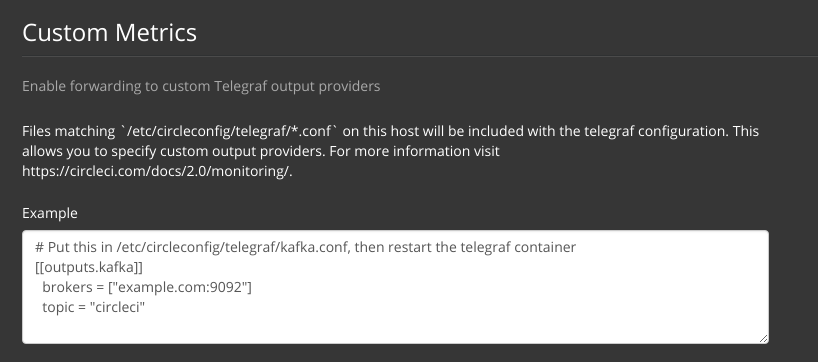 Custom Metrics
Enable forwarding to custom Telegraf output providers
Files matching `/etc/circleconfig/telegraf/*.conf` on this host will be included with the telegraf configuration. This
allows you to specify custom output providers. For more information visit
https://circleci.com/docs/2.0/monitoring/.
Example
# Put this in /etc/circleconfig/telegraf/kafka.conf, then restart the telegraf container
[[outputs.kafka]]
  brokers = ["example.com:9092"]
  topic = "circleci"